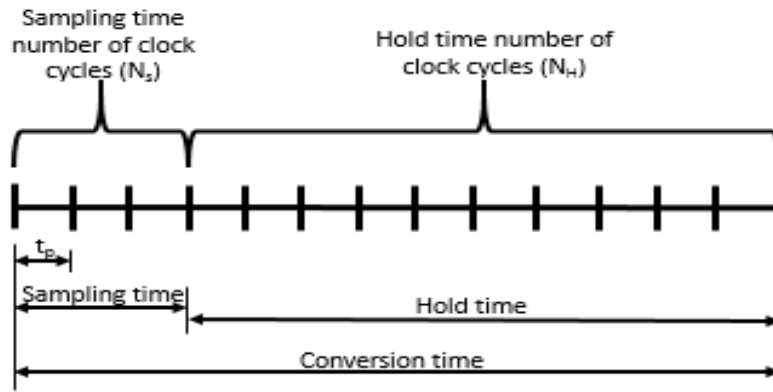 Sampling time
number of clock
cycles (Nₛ)
Hold time number of
clock cycles (N_H)
tₚ
Sampling time
Hold time
Conversion time